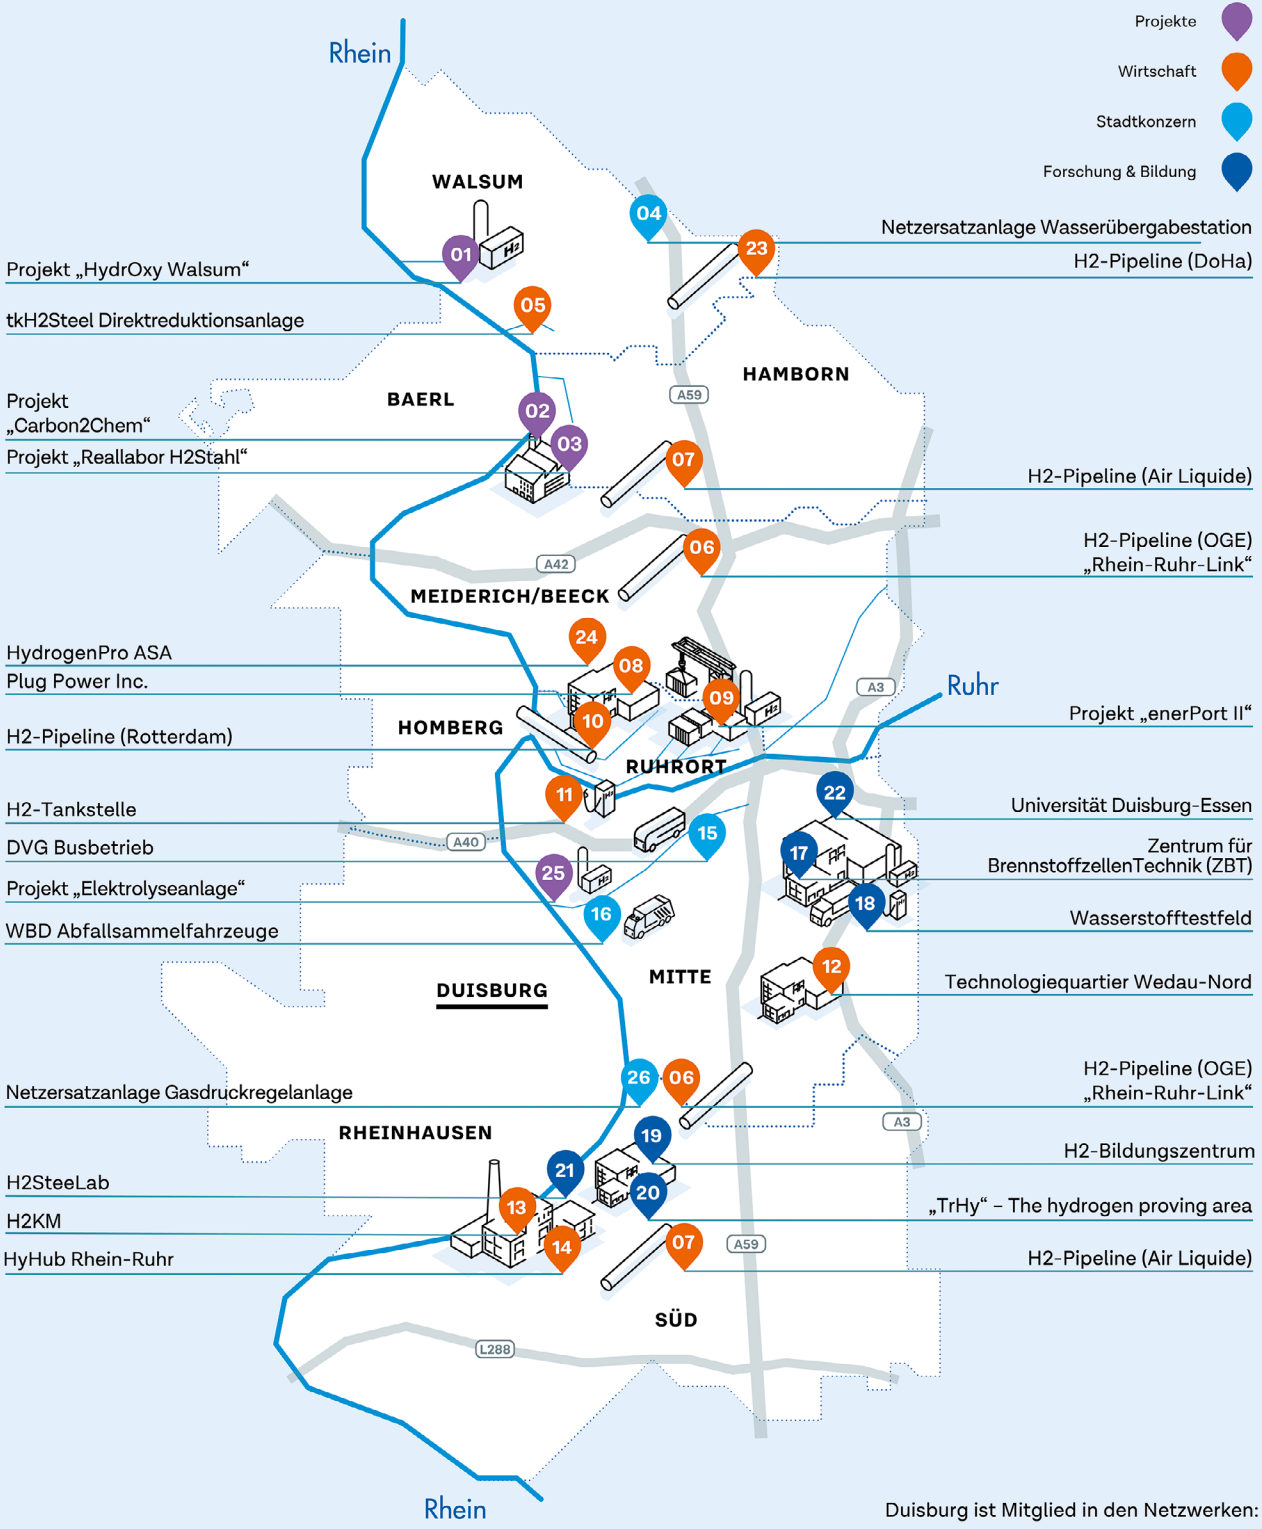 Rhein
Projekte
Wirtschaft
Stadtkonzern
Forschung & Bildung
WALSUM
04
Netzersatzanlage Wasserübergabestation
23
H2-Pipeline (DoHa)
H2
01
Projekt „HydrOxy Walsum“
05
tkH2Steel Direktreduktionsanlage
HAMBORN
A59
BAERL
Projekt
„Carbon2Chem“
02
03
Projekt „Reallabor H2Stahl“
07
H2-Pipeline (Air Liquide)
06
H2-Pipeline (OGE)
„Rhein-Ruhr-Link“
A42
MEIDERICH/BEECK
24
HydrogenPro ASA
08
Plug Power Inc.
A3
Ruhr
09
H2
Projekt „enerPort II“
10
HOMBERG
H2-Pipeline (Rotterdam)
RUHRORT
11
H2-Tankstelle
22
Universität Duisburg-Essen
15
DVG Busbetrieb
A40
17
Zentrum für
BrennstoffzellenTechnik (ZBT)
H2
25
H2
Projekt „Elektrolyseanlage“
18
Wasserstofftestfeld
16
WBD Abfallsammelfahrzeuge
12
Technologiequartier Wedau-Nord
MITTE
DUISBURG
26
Netzersatzanlage Gasdruckregelanlage
06
H2-Pipeline (OGE)
„Rhein-Ruhr-Link“
A3
RHEINHAUSEN
19
H2-Bildungszentrum
21
H2SteeLab
20
„TrHy“ – The hydrogen proving area
13
H2KM
14
HyHub Rhein-Ruhr
07
A59
H2-Pipeline (Air Liquide)
SÜD
L288
Rhein
Duisburg ist Mitglied in den Netzwerken: